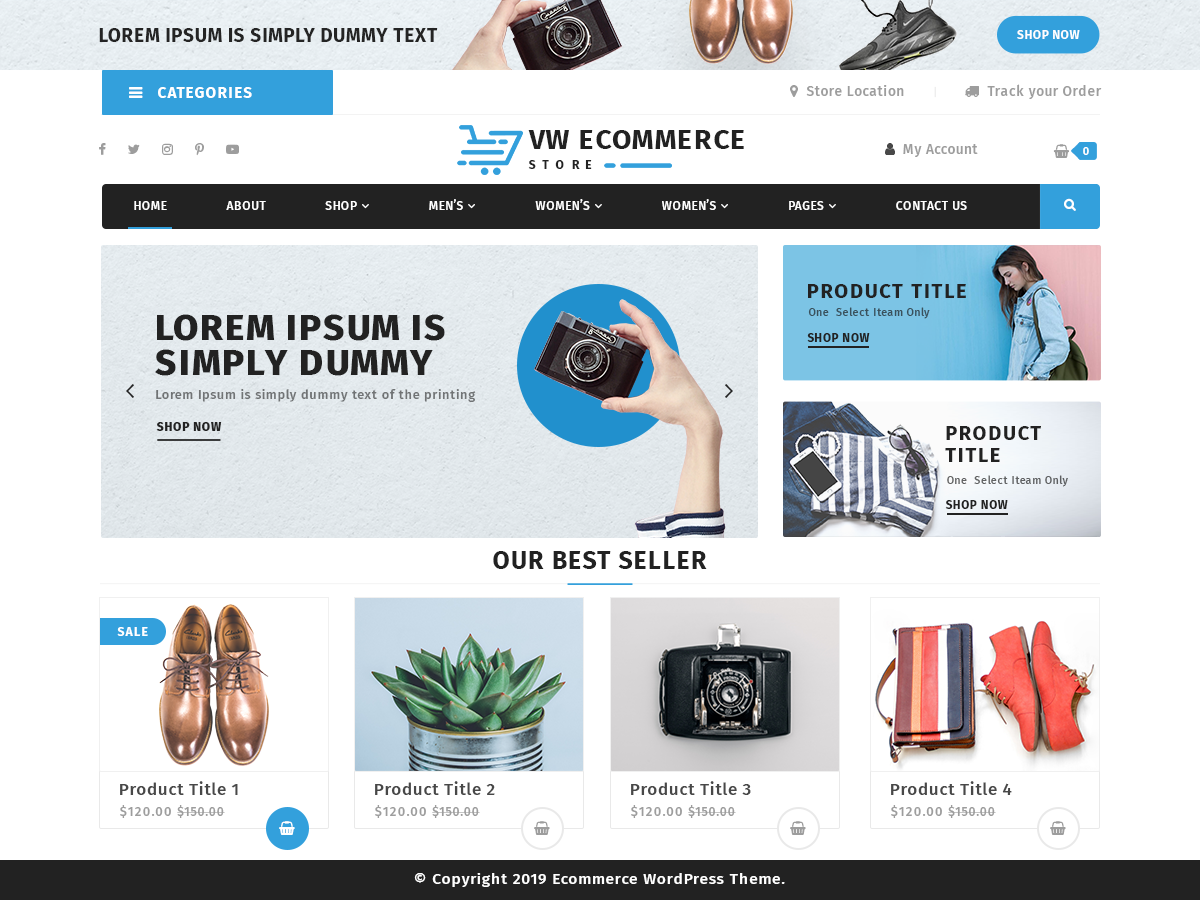 LOREM IPSUM IS SIMPLY DUMMY TEXT
SHOP NOW
CATEGORIES
Store Location
Track your Order
VW ECOMMERCE
STORE
My Account
0
HOME ABOUT SHOP MEN'S WOMEN'S WOMEN'S PAGES CONTACT US
LOREM IPSUM IS
SIMPLY DUMMY
Lorem Ipsum is simply dummy text of the printing
SHOP NOW
PRODUCT TITLE
One Select Iteam Only
SHOP NOW
PRODUCT
TITLE
One Select Iteam Only
SHOP NOW
OUR BEST SELLER
SALE
Product Title 1
$120.00 $150.00
Product Title 2
$120.00 $150.00
Product Title 3
$120.00 $150.00
Product Title 4
$120.00 $150.00
© Copyright 2019 Ecommerce WordPress Theme.